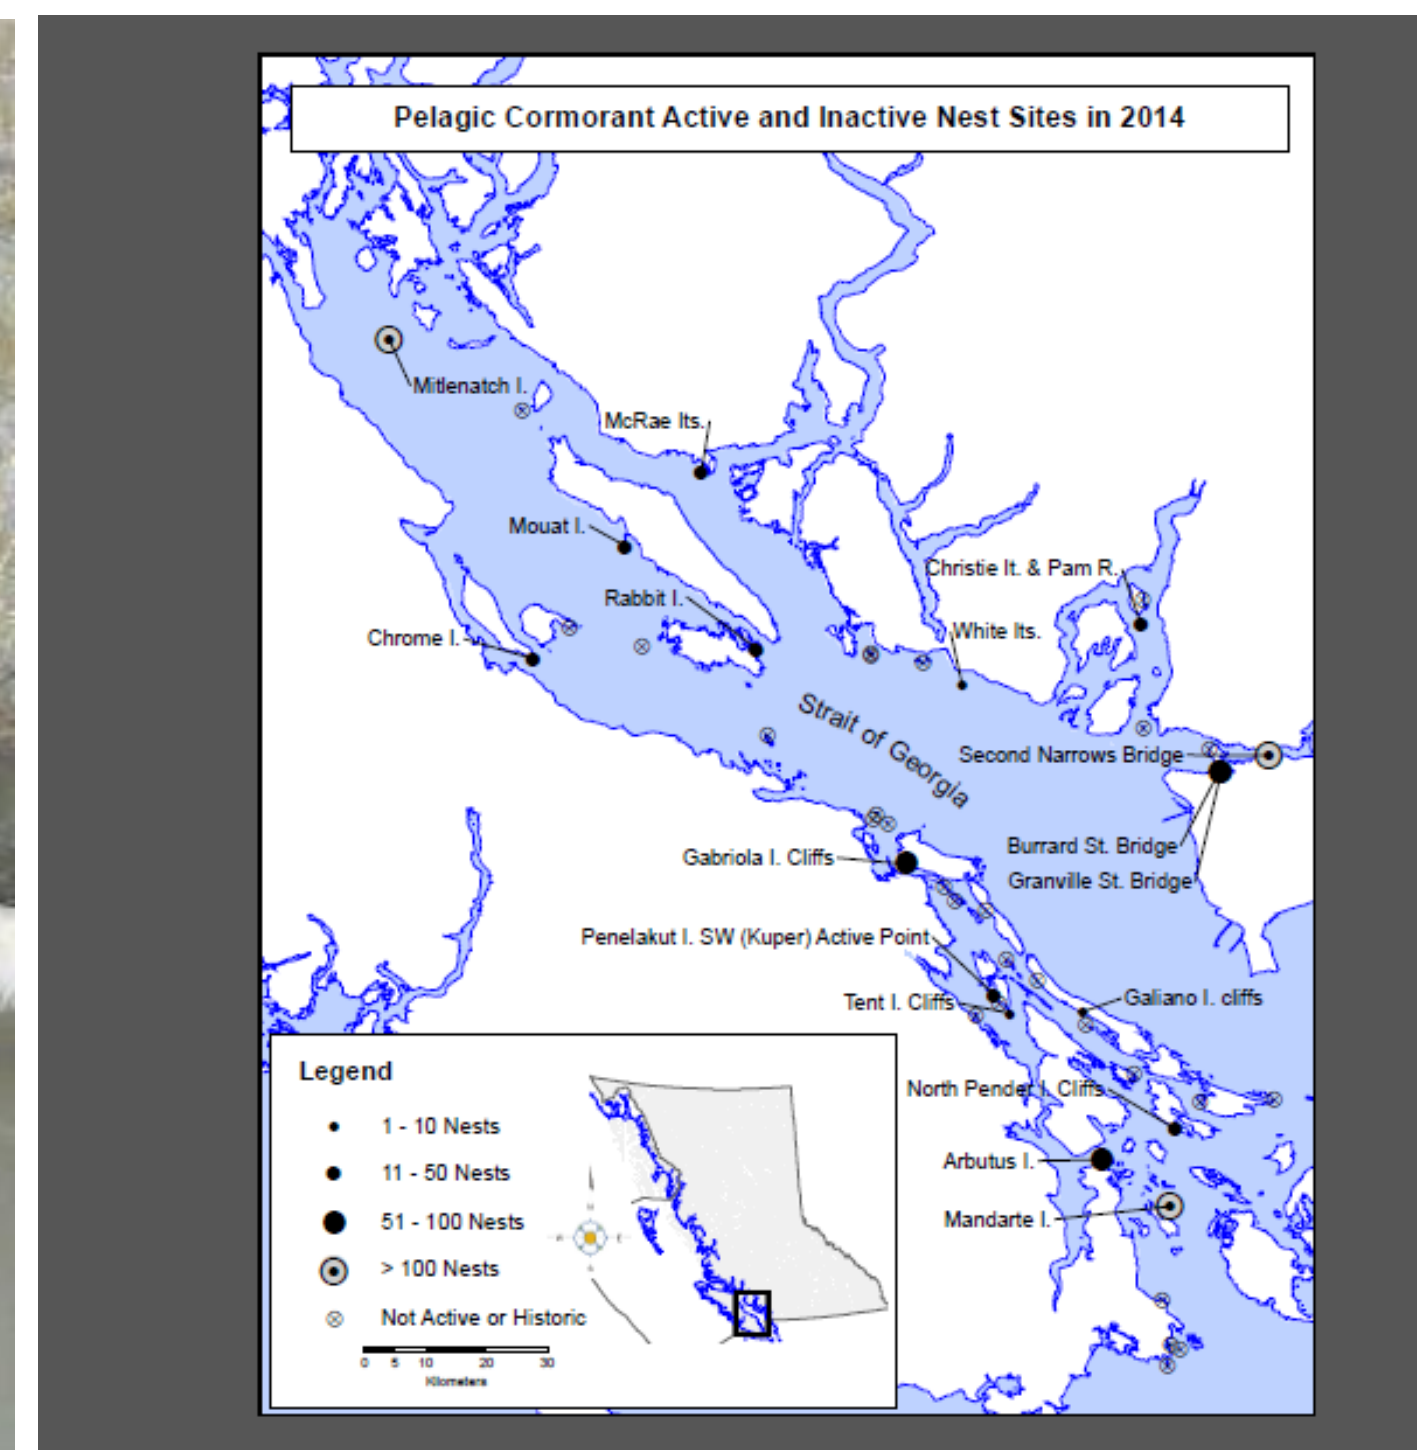 Pelagic Cormorant Active and Inactive Nest Sites in 2014
Mitlenatch I.
McRae Its.
Mouat I.
Christie It. & Pam R.
Rabbit I.
Chrome I.
White Its.
Strait of Georgia
Second Narrows Bridge
Burrard St. Bridge
Gabriola I. Cliffs
Granville St. Bridge
Penelakut I. SW (Kuper) Active Point
Tent I. Cliffs
Galiano I. cliffs
North Pender I. Cliffs
Arbutus I.
Mandarte I.
Legend
1 - 10 Nests
11 - 50 Nests
51 - 100 Nests
> 100 Nests
Not Active or Historic
0 5 10 20 30
Kilometers
N
E